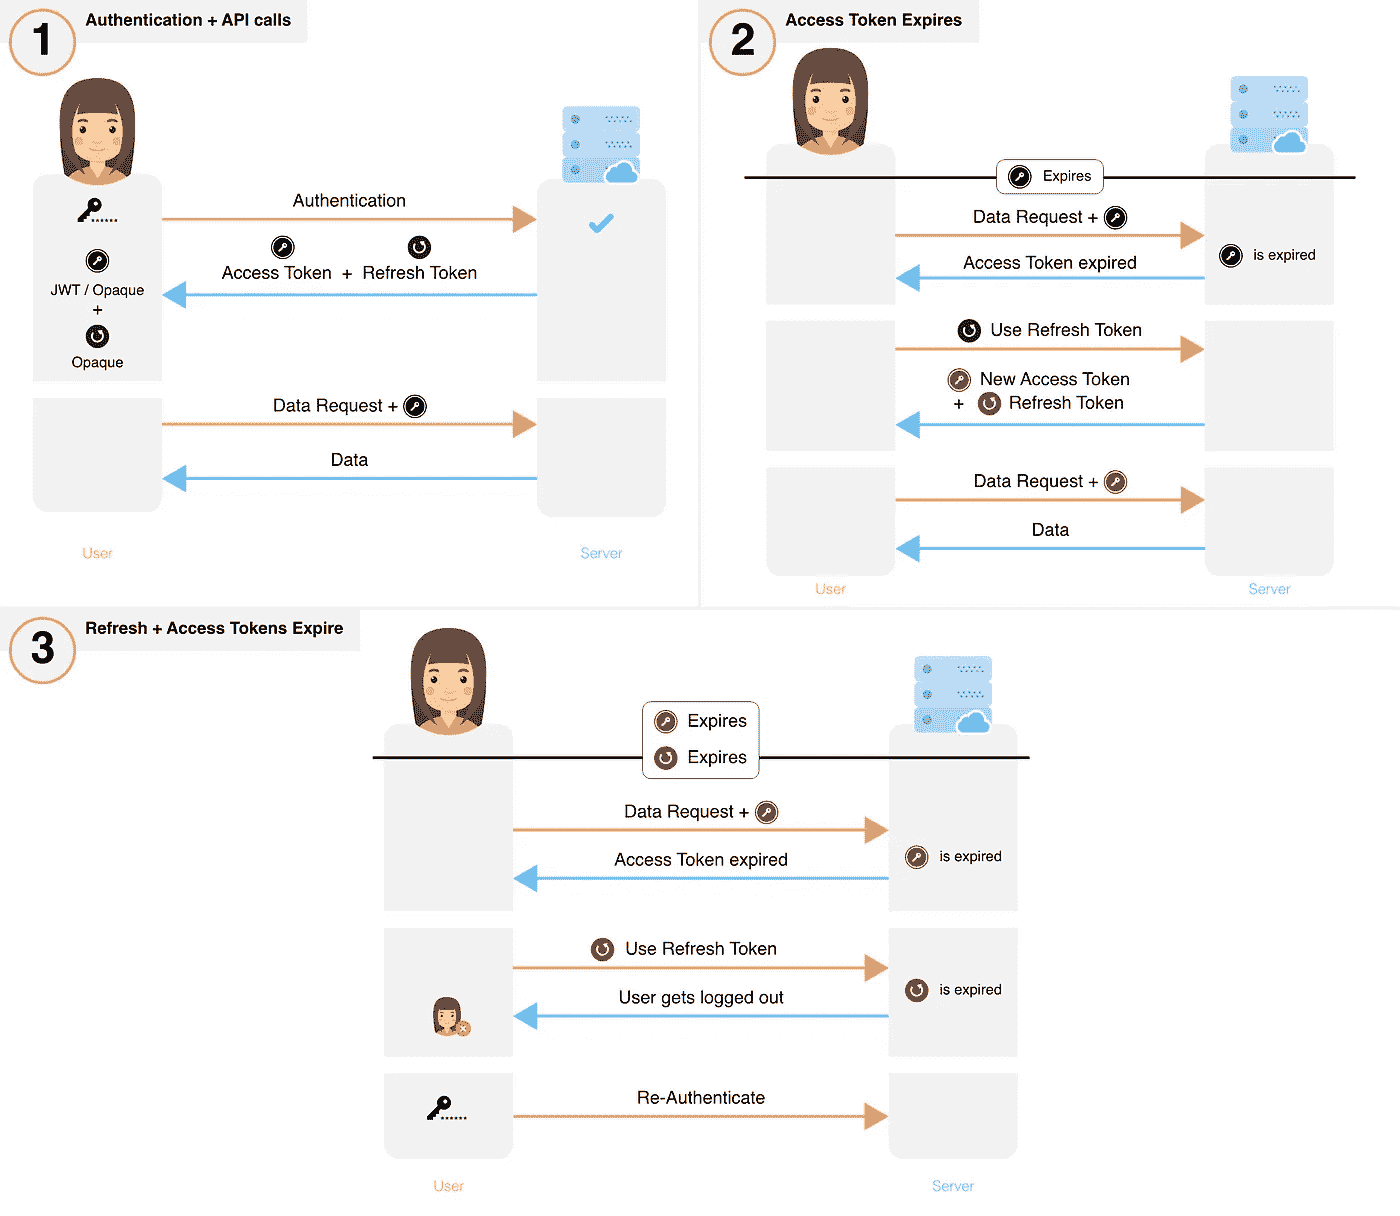 1
Authentication + API calls
Authentication
Access Token + Refresh Token
JWT / Opaque
+
Opaque
Data Request +
Data
User
Server
2
Access Token Expires
Expires
Data Request +
is expired
Access Token expired
Use Refresh Token
New Access Token
+ Refresh Token
Data Request +
Data
User
Server
3
Refresh + Access Tokens Expire
Expires
Expires
Data Request +
is expired
Access Token expired
Use Refresh Token
is expired
User gets logged out
Re-Authenticate
User
Server